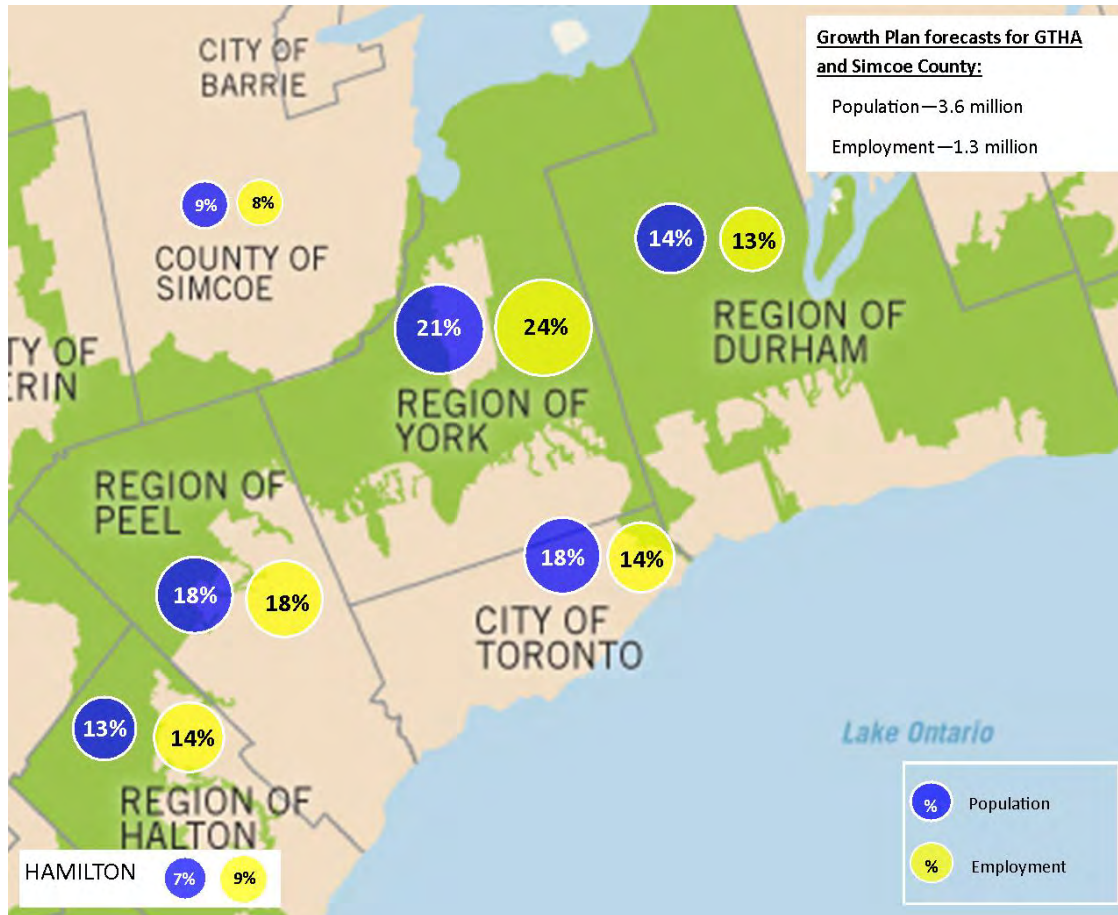 CITY OF
BARRIE
Growth Plan forecasts for GTHA
and Simcoe County:
Population—3.6 million
Employment—1.3 million
9% 8%
COUNTY OF
SIMCOE
14% 13%
REGION OF
DURHAM
21% 24%
REGION OF
YORK
TY OF
ERIN
REGION OF
PEEL
18% 18%
18% 14%
CITY OF
TORONTO
13% 14%
REGION OF
HALTON
Lake Ontario
HAMILTON 7% 9%
% Population
% Employment